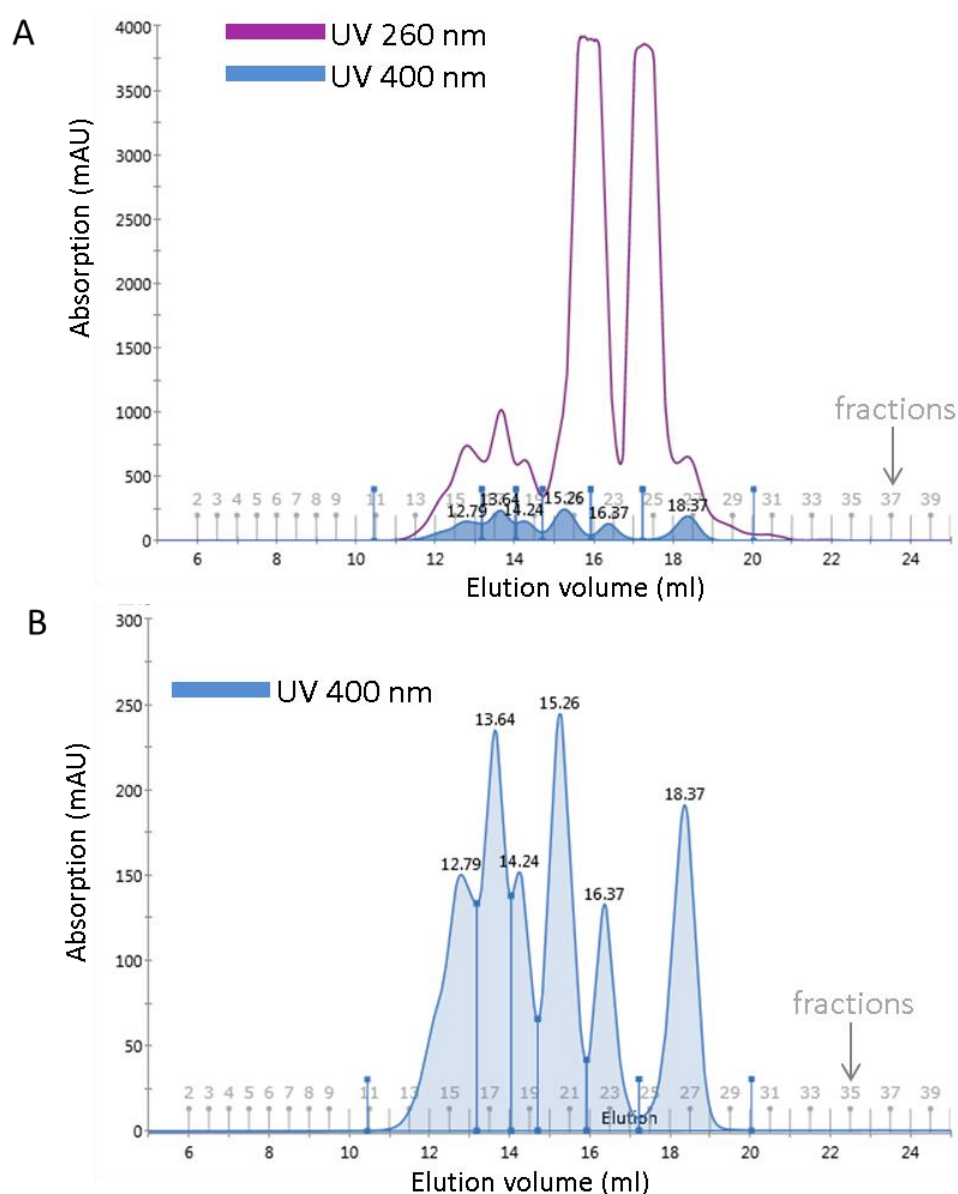 A
UV 260 nm
UV 400 nm
Absorption (mAU)
4000
3500
3000
2500
2000
1500
1000
500
0
fractions
2 3 4 5 6 7 8 9 11 13 15 19 23 25 27 29 31 33 35 37 39
12.79 13.64 14.24 15.26 16.37 18.37
6 8 10 12 14 16 18 20 22 24
Elution volume (ml)
B
UV 400 nm
Absorption (mAU)
300
250
200
150
100
50
0
12.79 13.64 14.24 15.26 16.37 18.37
fractions
2 3 4 5 6 7 8 9 11 13 15 17 19 21 23 25 27 29 31 33 35 37 39
Elution
6 8 10 12 14 16 18 20 22 24
Elution volume (ml)